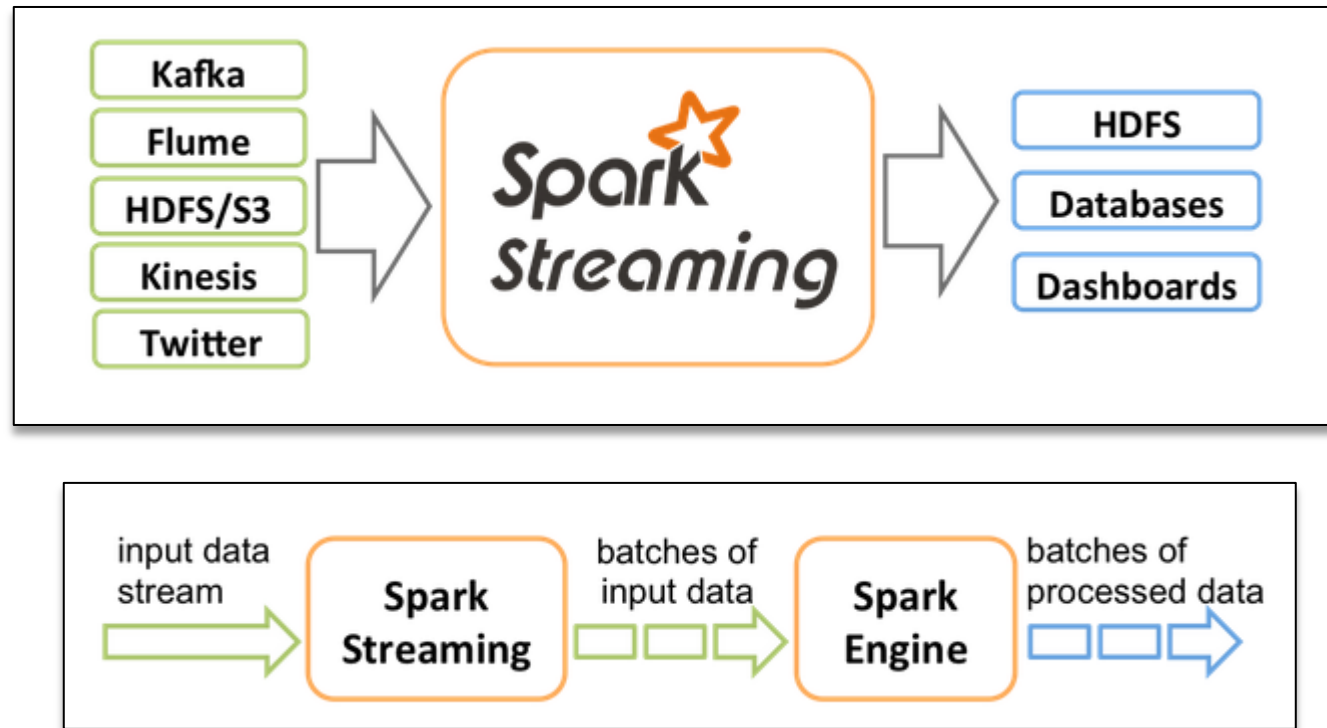 Kafka
Flume
HDFS/S3
Kinesis
Twitter
Spark
Streaming
HDFS
Databases
Dashboards
input data
stream
Spark
Streaming
batches of
input data
Spark
Engine
batches of
processed data